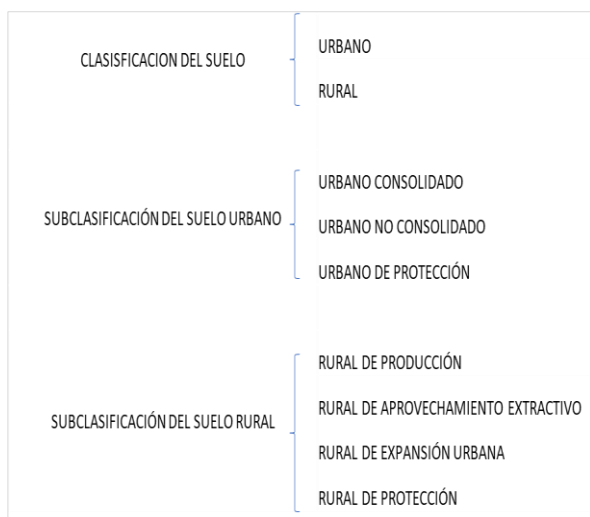 CLASISFICACION DEL SUELO
URBANO
RURAL
SUBCLASIFICACIÓN DEL SUELO URBANO
URBANO CONSOLIDADO
URBANO NO CONSOLIDADO
URBANO DE PROTECCIÓN
SUBCLASIFICACIÓN DEL SUELO RURAL
RURAL DE PRODUCCIÓN
RURAL DE APROVECHAMIENTO EXTRACTIVO
RURAL DE EXPANSIÓN URBANA
RURAL DE PROTECCIÓN